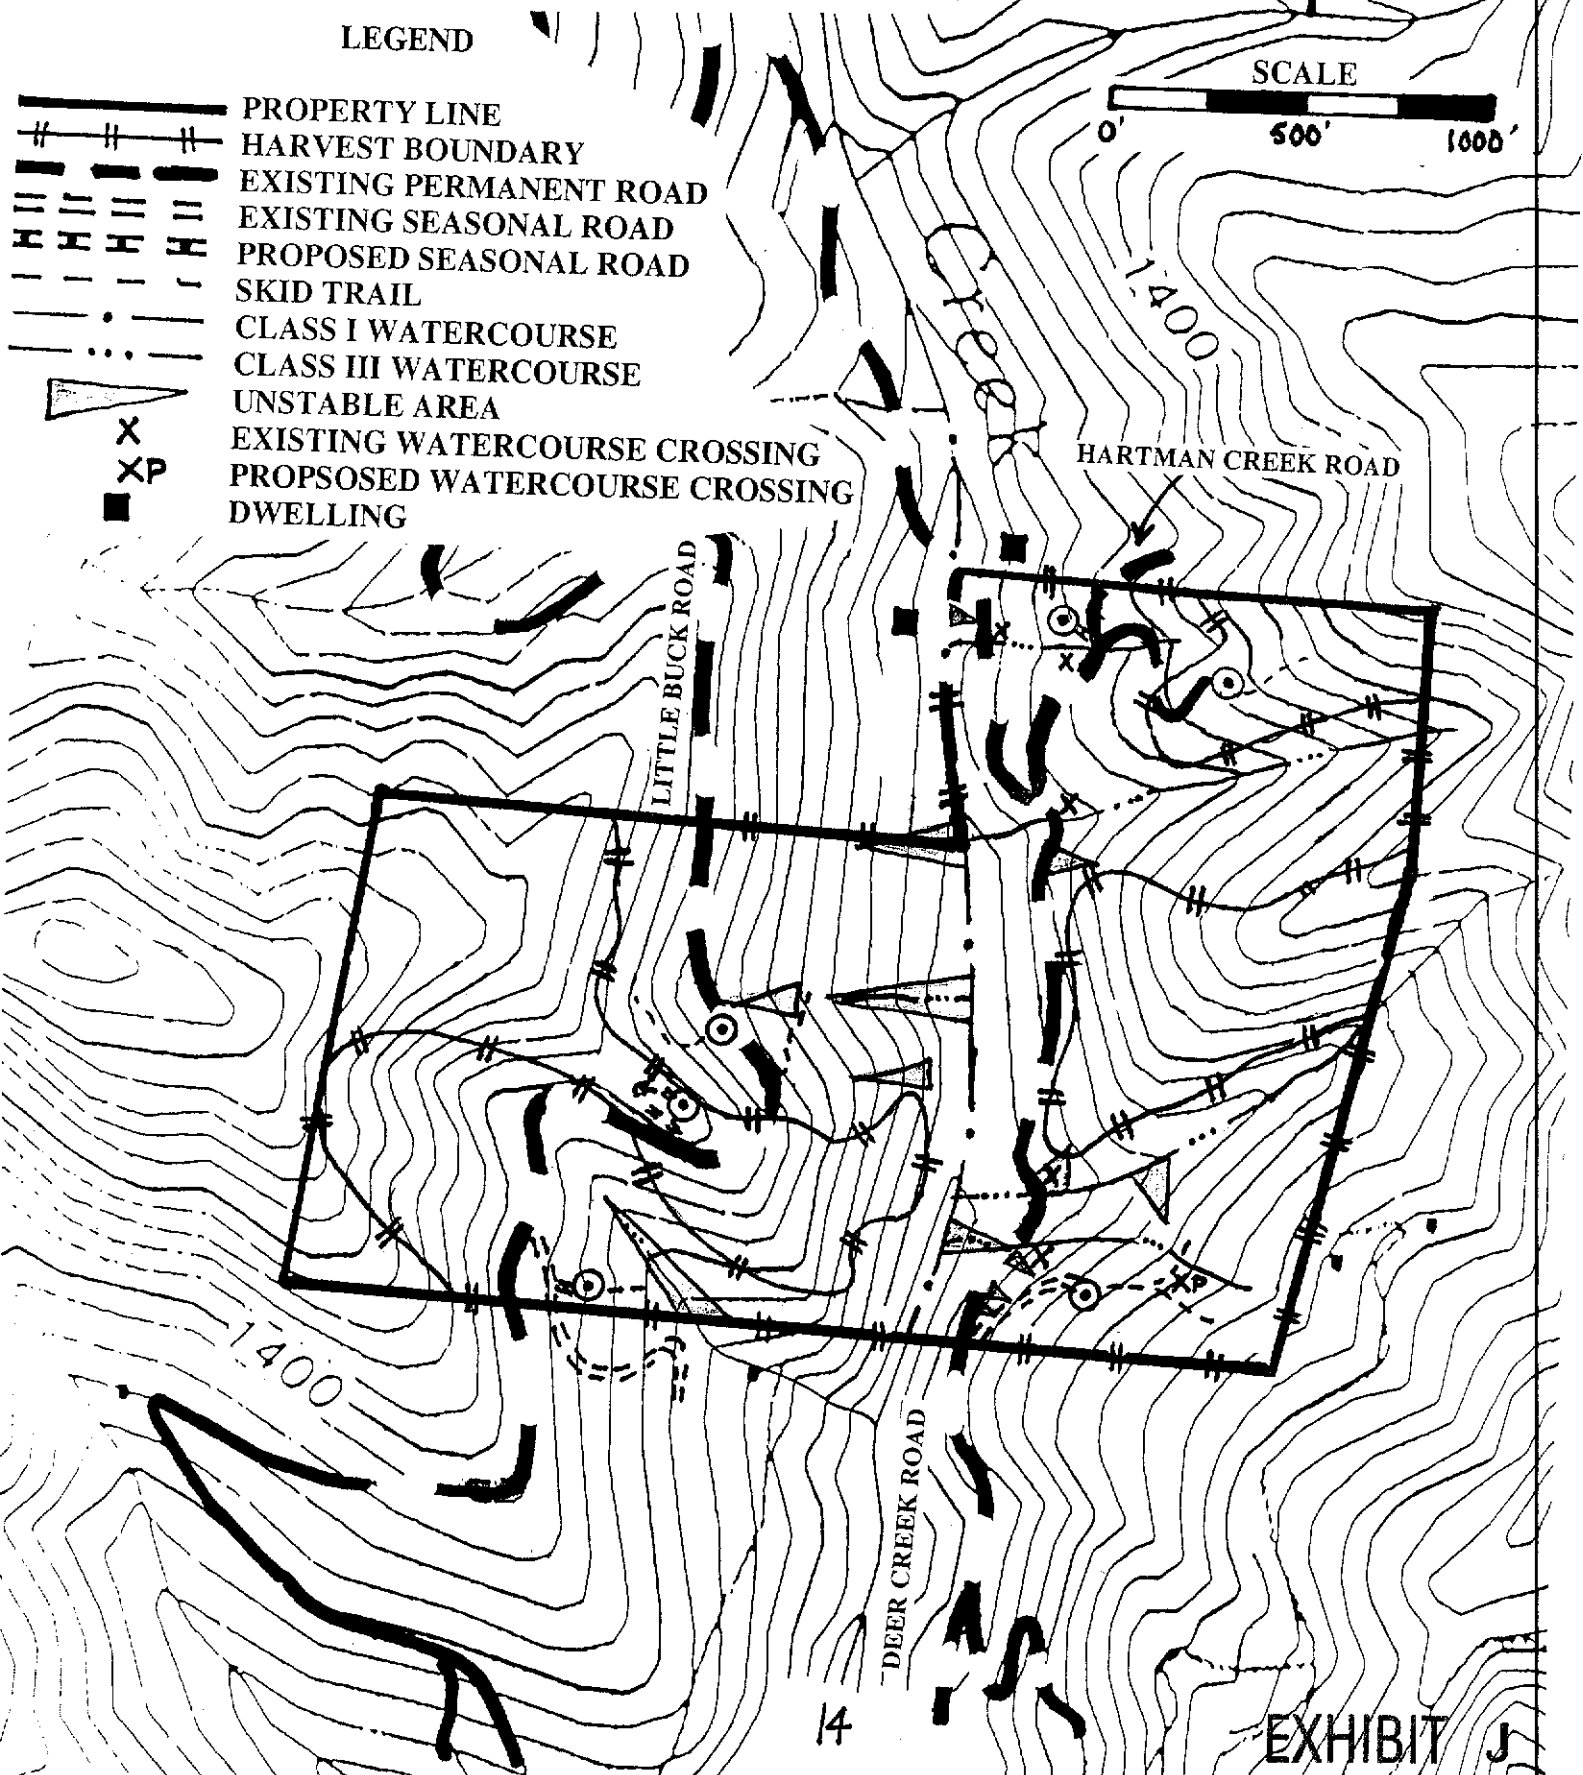 LEGEND
PROPERTY LINE
HARVEST BOUNDARY
EXISTING PERMANENT ROAD
EXISTING SEASONAL ROAD
PROPOSED SEASONAL ROAD
SKID TRAIL
CLASS I WATERCOURSE
CLASS III WATERCOURSE
UNSTABLE AREA
X EXISTING WATERCOURSE CROSSING
XP PROPSOSED WATERCOURSE CROSSING
DWELLING
SCALE
0' 500' 1000'
Creek
1400
HARTMAN CREEK ROAD
LITTLE BUCK ROAD
X
X
X
X
X
XP
1400
DEER CREEK ROAD
14
EXHIBIT J